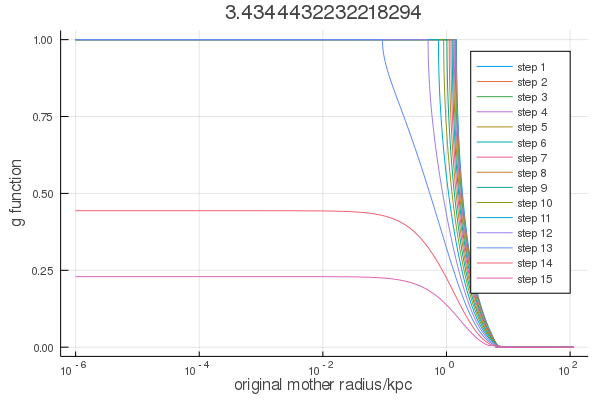 3.4344432232218294
g function
1.00
0.75
0.50
0.25
0.00
step 1
step 2
step 3
step 4
step 5
step 6
step 7
step 8
step 9
step 10
step 11
step 12
step 13
step 14
step 15
10^-6 10^-4 10^-2 10^0 10^2
original mother radius/kpc